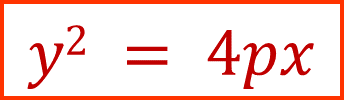 y² = 4px